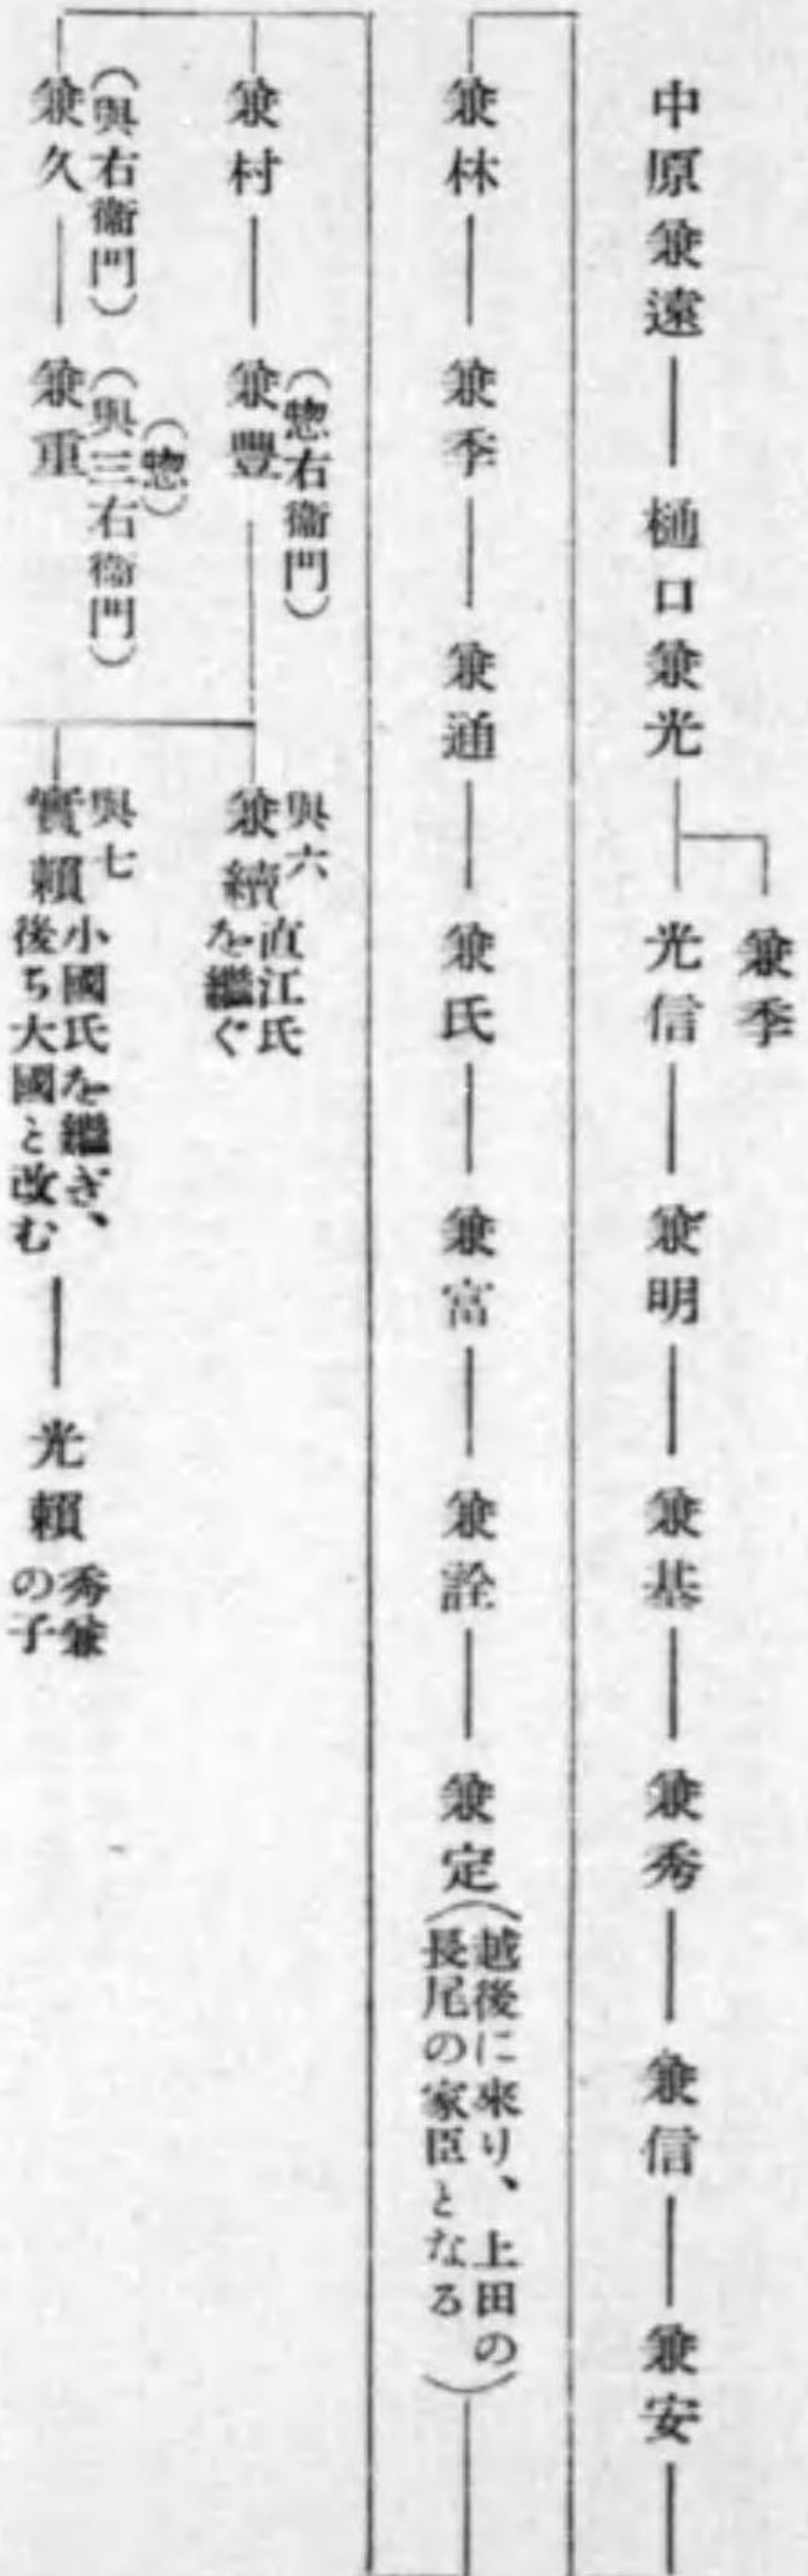 兼季
中原兼遠―樋口兼光―光信―兼明―兼基―兼秀―兼信―兼安―
兼林―兼季―兼通―兼氏―兼富―兼詮―兼定(越後に来り、上田の
長尾の家臣となる)
(惣右衞門)
兼村―兼豐
與六
兼續
直江氏
を繼ぐ
(惣)
(與右衞門)(與三右衞門)
兼久―兼重
與七
實賴
小國氏を繼ぎ、
後ち大國と改む
―光賴
秀兼
の子